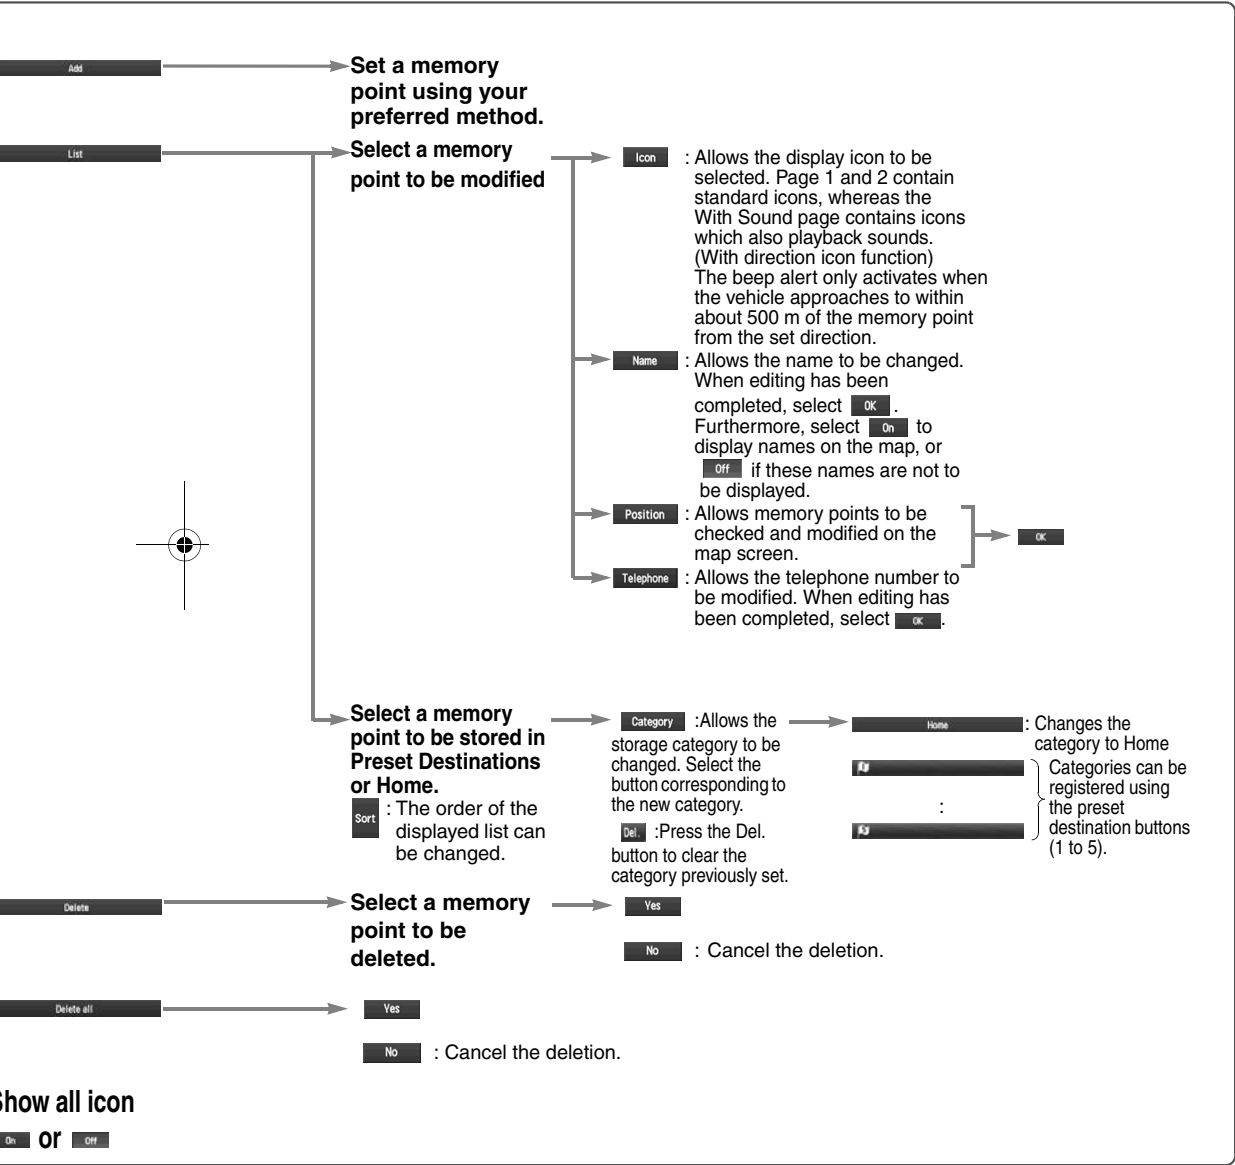 Add
Set a memory
point using your
preferred method.
List
Select a memory
point to be modified
Icon : Allows the display icon to be
selected. Page 1 and 2 contain
standard icons, whereas the
With Sound page contains icons
which also playback sounds.
(With direction icon function)
The beep alert only activates when
the vehicle approaches to within
about 500 m of the memory point
from the set direction.
Name : Allows the name to be changed.
When editing has been
completed, select OK .
Furthermore, select On to
display names on the map, or
Off if these names are not to
be displayed.
Position : Allows memory points to be
checked and modified on the
map screen.
OK
Telephone : Allows the telephone number to
be modified. When editing has
been completed, select OK .
Select a memory
point to be stored in
Preset Destinations
or Home.
Sort : The order of the
displayed list can
be changed.
Category :Allows the
storage category to be
changed. Select the
button corresponding to
the new category.
Del. :Press the Del.
button to clear the
category previously set.
Home : Changes the
category to Home
:
Categories can be
registered using
the preset
destination buttons
(1 to 5).
Delete
Select a memory
point to be
deleted.
Yes
No : Cancel the deletion.
Delete all
Yes
No : Cancel the deletion.
Show all icon
On or Off